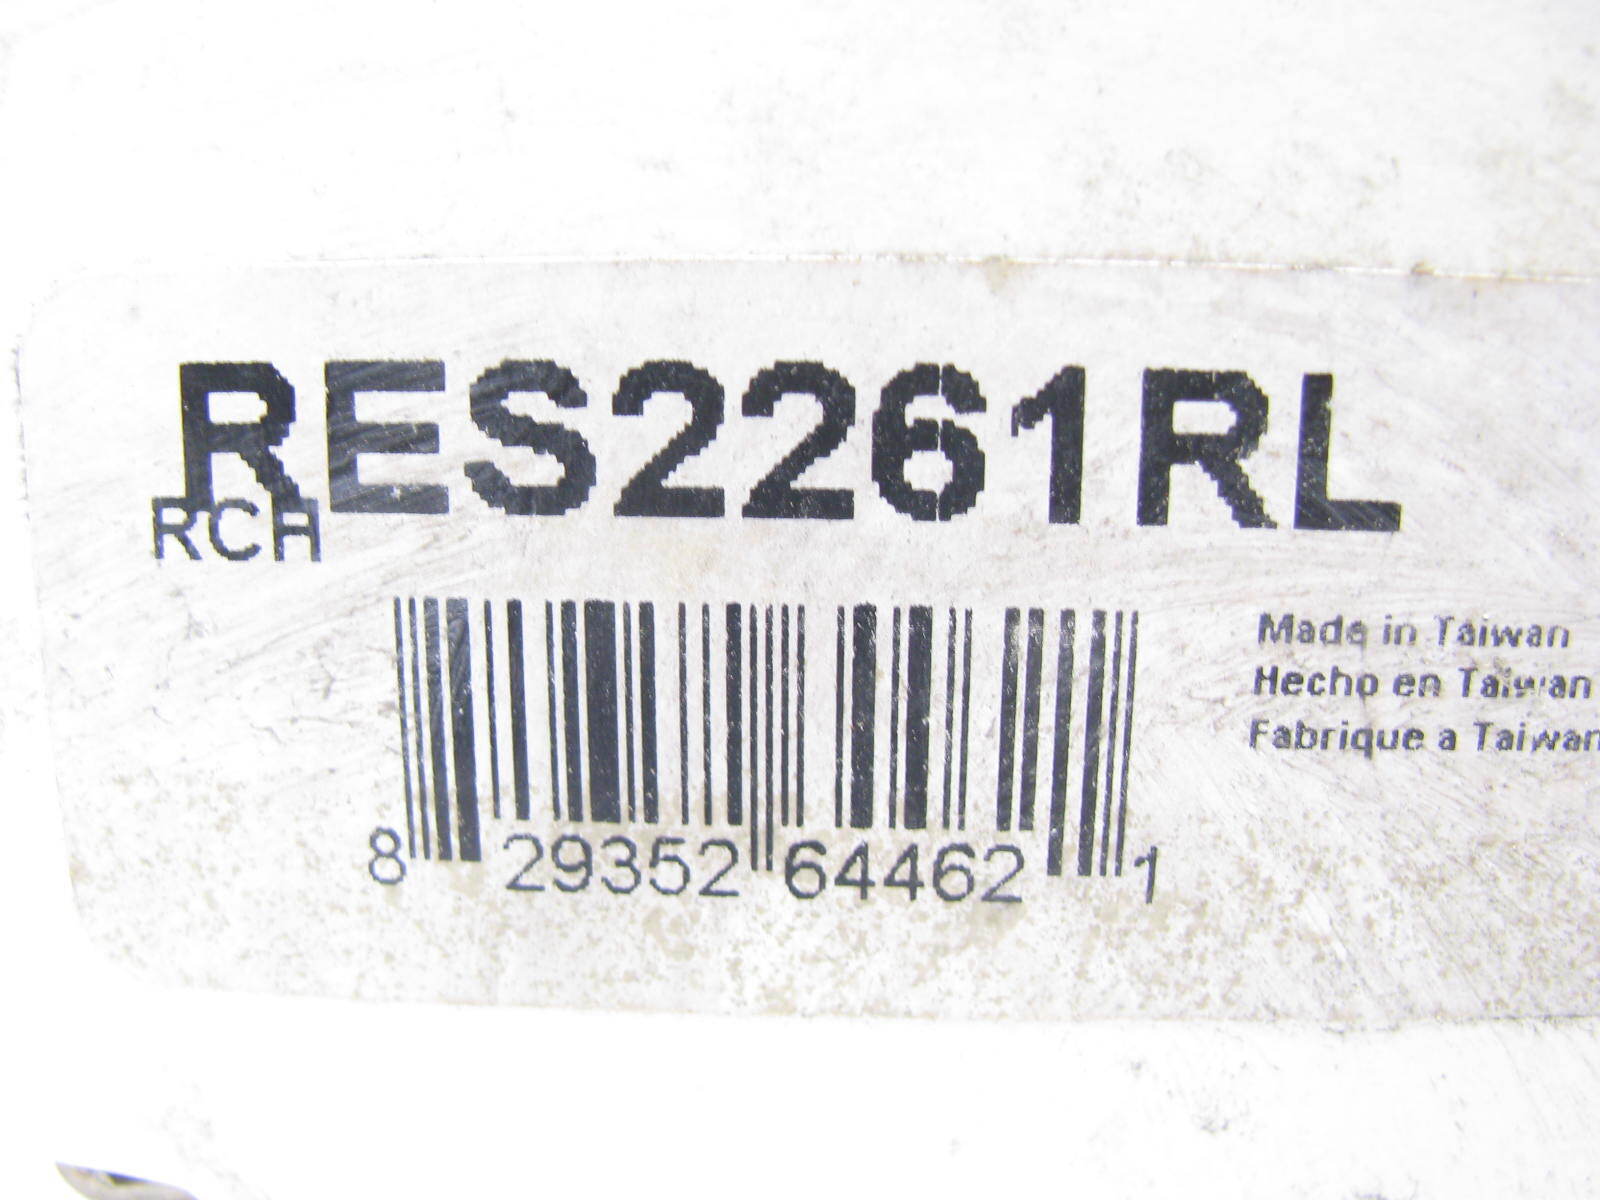 RES2261RL
RCH
Made in Taiwan
Hecho en Taiwan
Fabrique a Taiwan
8 29352 64462 1